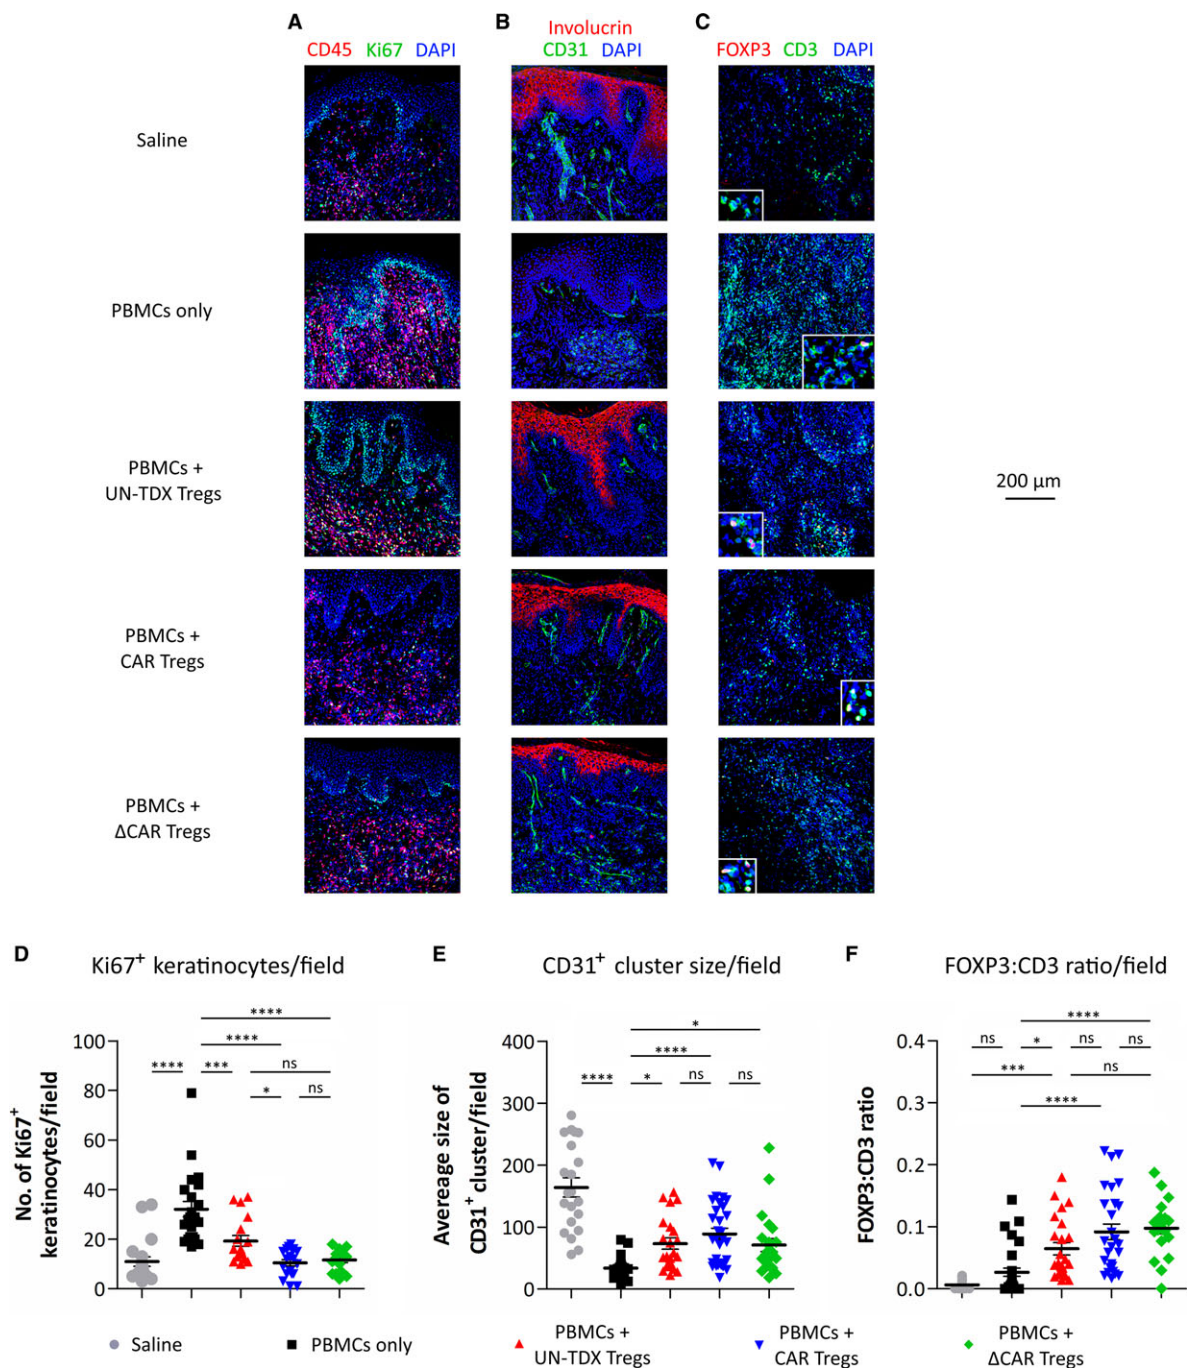 A
B
C
Involucrin
CD45 Ki67 DAPI
CD31 DAPI
FOXP3 CD3 DAPI
Saline
PBMCs only
PBMCs +
UN-TDX Tregs
200 µm
PBMCs +
CAR Tregs
PBMCs +
ΔCAR Tregs
D
Ki67+ keratinocytes/field
E
CD31+ cluster size/field
F
FOXP3:CD3 ratio/field
No. of Ki67+
keratinocytes/field
100
80
60
40
20
0
****
****
**** *** ns
* ns
Average size of
CD31+ cluster/field
400
300
200
100
0
*
****
**** * ns ns
FOXP3:CD3 ratio
0.4
0.3
0.2
0.1
0.0
****
ns * ns ns
*** ns
****
Saline
PBMCs only
PBMCs +
UN-TDX Tregs
PBMCs +
CAR Tregs
PBMCs +
ΔCAR Tregs